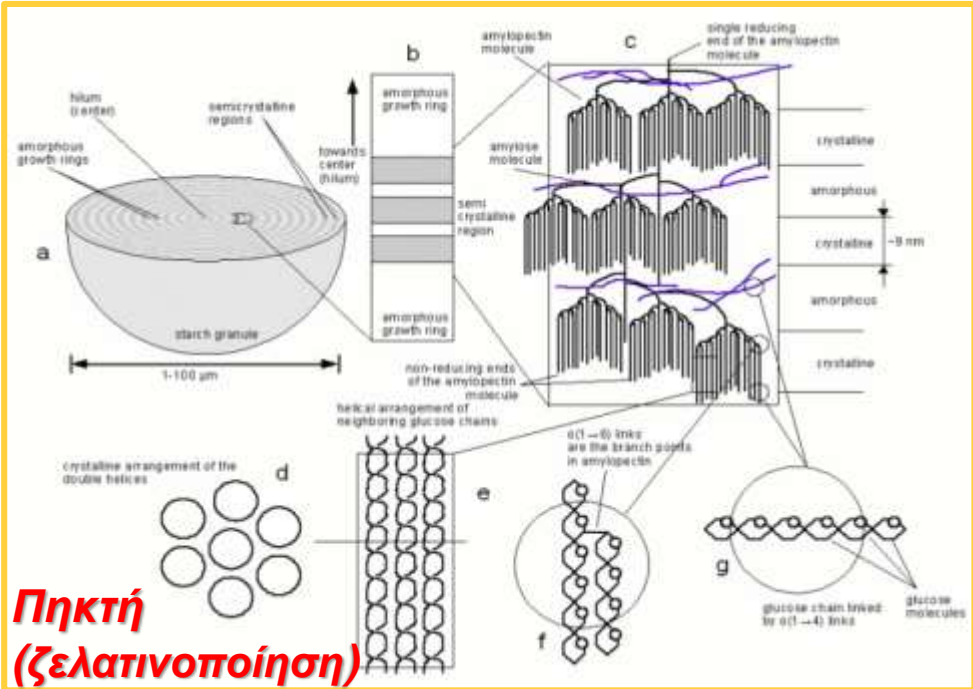 single reducing
end of the amylopectin
molecule
amylopectin
molecule
c
b
hilum
(center)
semicrystalline
regions
amorphous
growth rings
towards
center
(hilum)
amorphous
growth ring
amylose
molecule
crystalline
amorphous
crystalline
~9 nm
amorphous
crystalline
semi
crystalline
region
a
starch granule
amorphous
growth ring
1-100 µm
non-reducing ends
of the amylopectin
molecule
helical arrangement of
neighboring glucose chains
crystalline arrangement of the
double helices
d
e
α(1→6) links
are the branch points
in amylopectin
f
g
glucose
molecules
glucose chain linked
by α(1→4) links
Πηκτή
(ζελατινοποίηση)